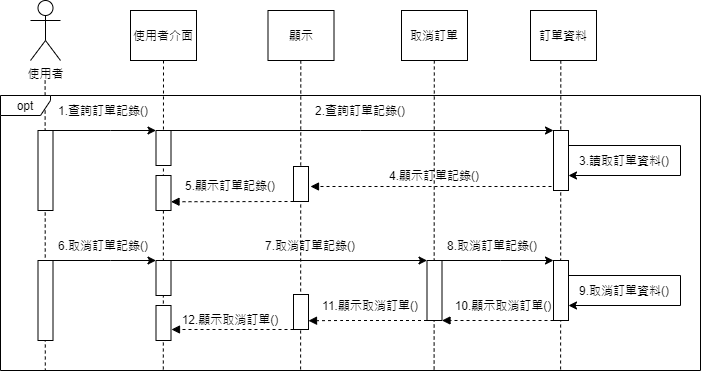 使用者
使用者介面
顯示
取消訂單
訂單資料
opt
1.查詢訂單記錄()
2.查詢訂單記錄()
3.讀取訂單資料()
4.顯示訂單記錄()
5.顯示訂單記錄()
6.取消訂單記錄()
7.取消訂單記錄()
8.取消訂單記錄()
9.取消訂單資料()
10.顯示取消訂單()
11.顯示取消訂單()
12.顯示取消訂單()